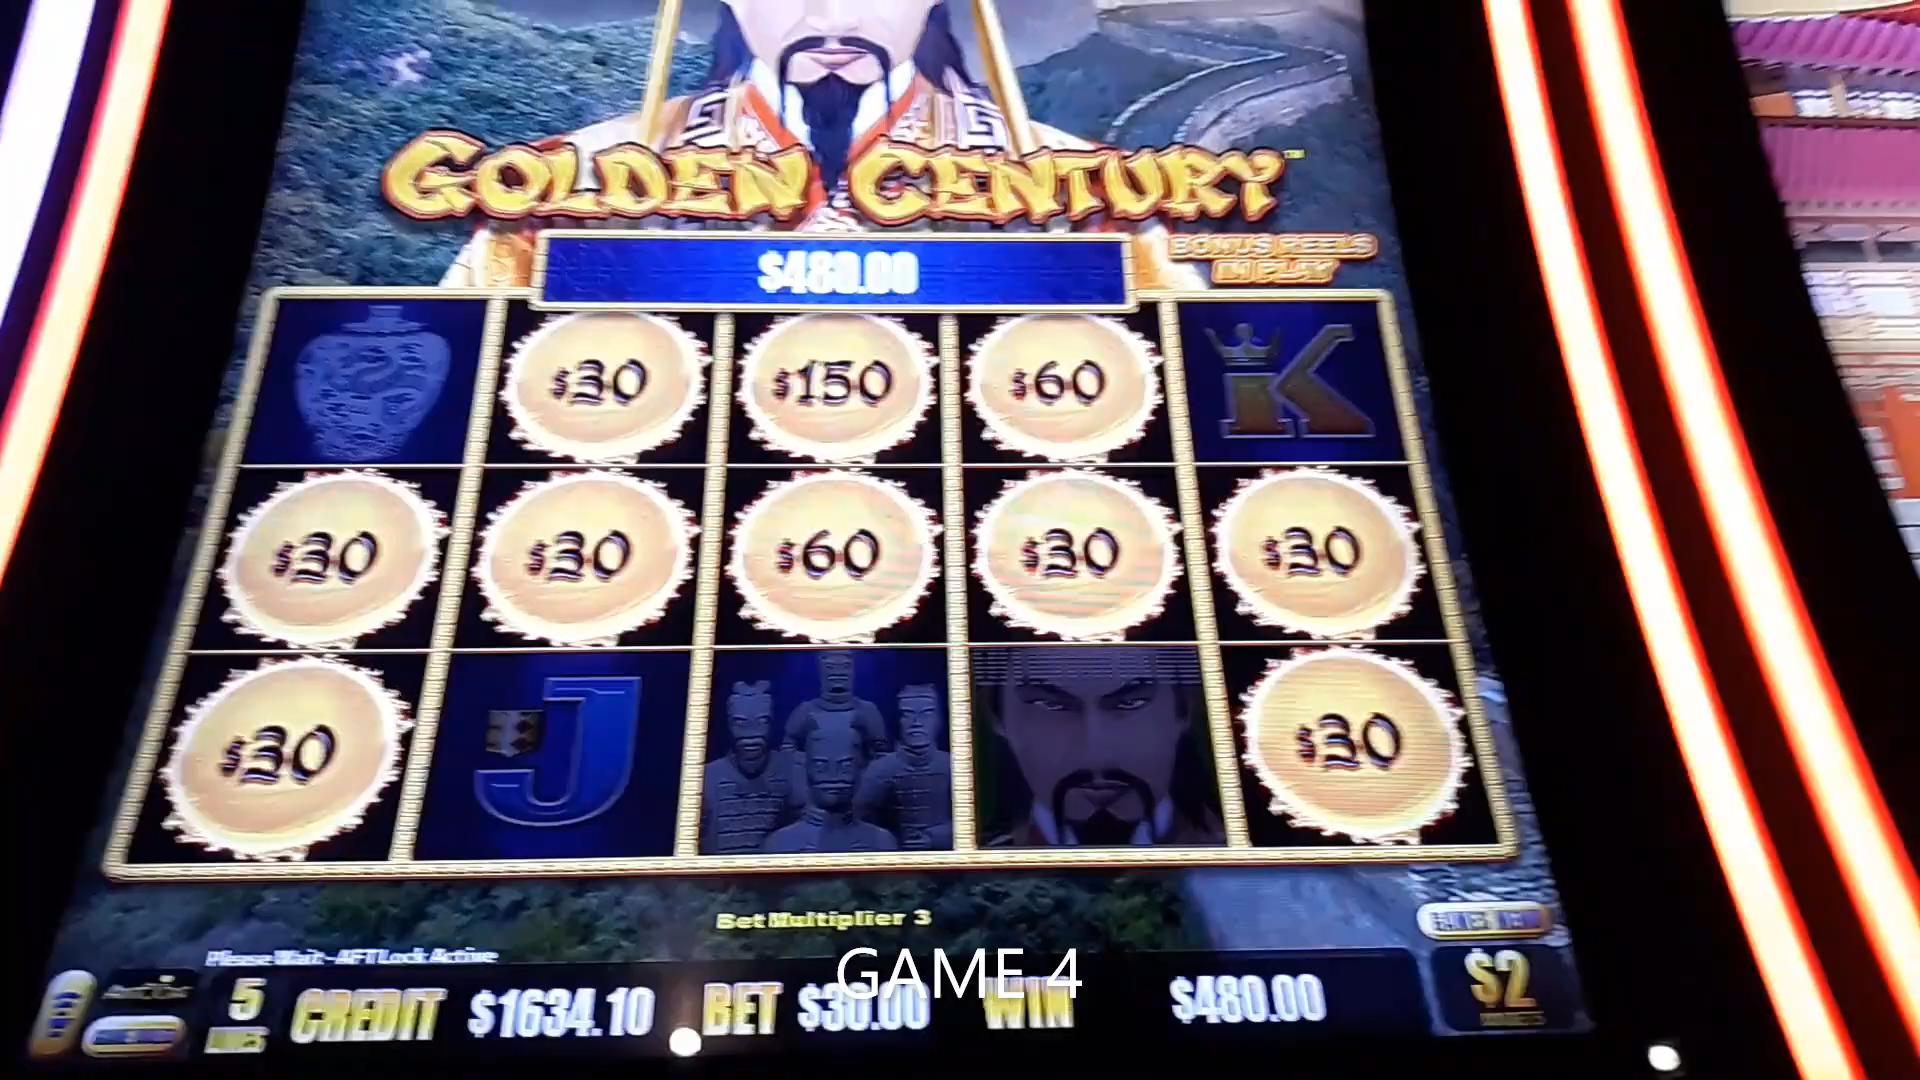 GOLDEN CENTURY™
$480.00
BONUS REELS
IN PLAY
$30 $150 $60 K
$30 $30 $60 $30 $30
$30 J $30
Bet Multiplier 3
Please Wait - AFT Lock Active
GAME 4
5 LINES CREDIT $1634.10 BET $30.00 WIN $480.00 $2